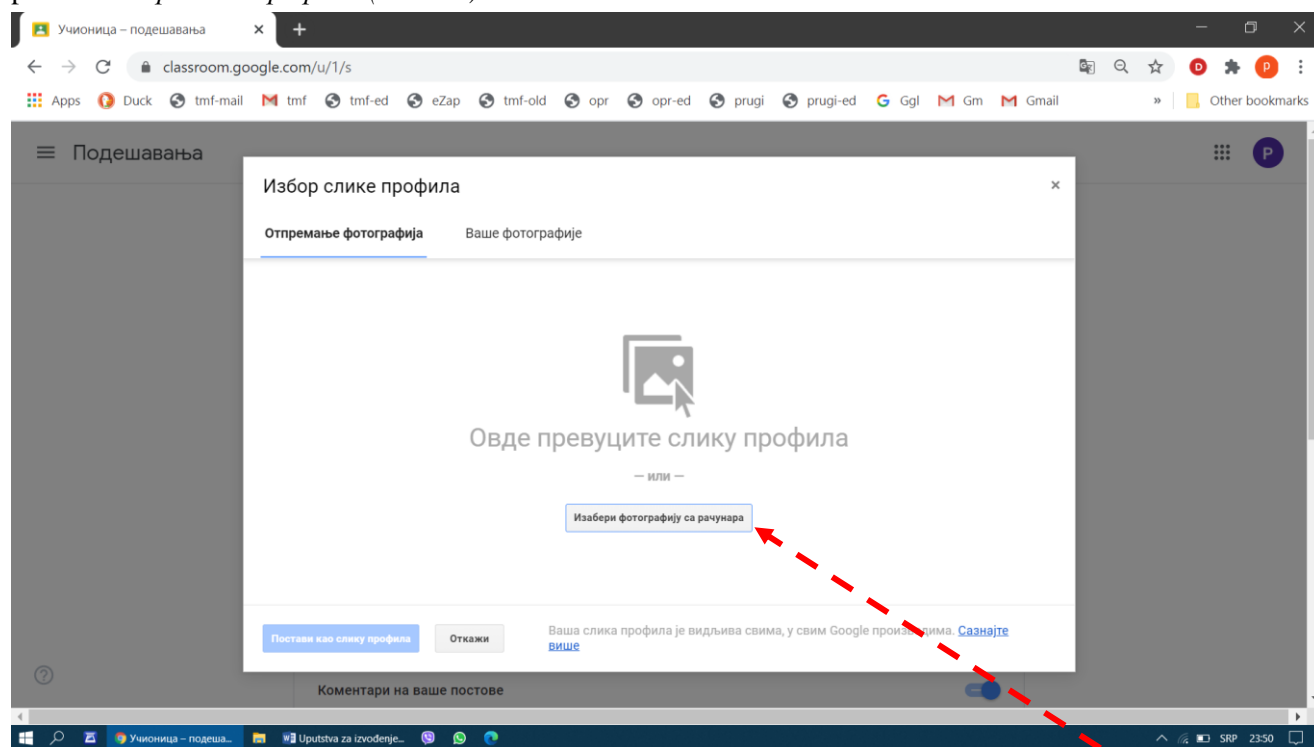 Учионица – подешавања
classroom.google.com/u/1/s
Apps Duck tmf-mail tmf tmf-ed eZap tmf-old opr opr-ed prugi prugi-ed Ggl Gm Gmail » Other bookmarks
Подешавања
P
Избор слике профила
Отпремање фотографија Ваше фотографије
Овде превуците слику профила
— или —
Изабери фотографију са рачунара
Постави као слику профила Откажи
Ваша слика профила је видљива свима, у свим Google производима. Сазнајте
више
Коментари на ваше постове
Учионица – подеша... Uputstva za izvođenje... SRP 23:50